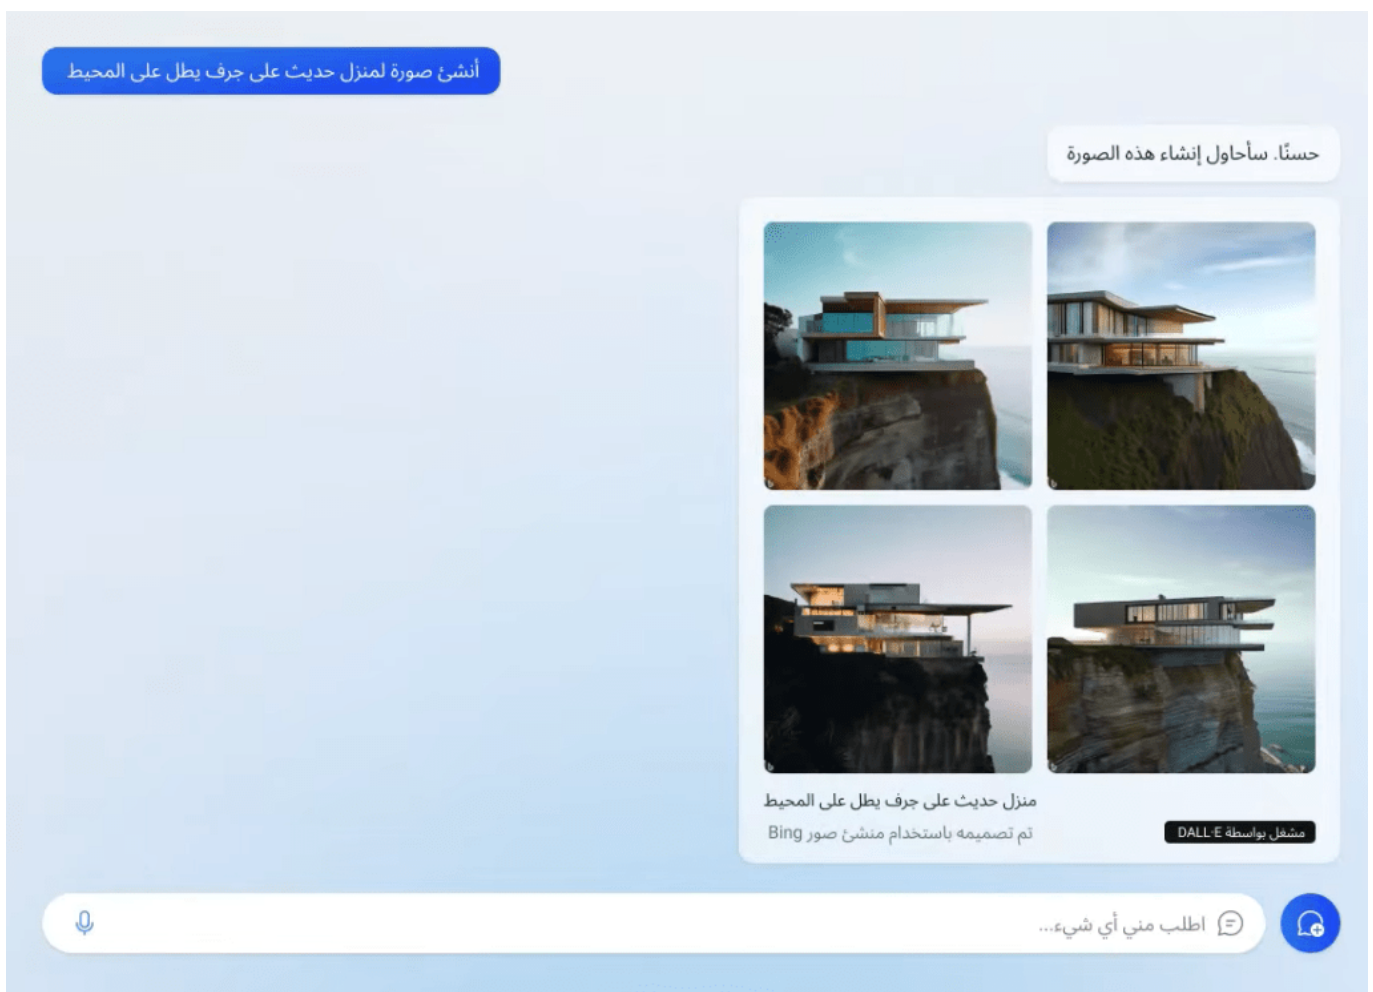 أنشئ صورة لمنزل حديث على جرف يطل على المحيط
حسنًا. سأحاول إنشاء هذه الصورة
منزل حديث على جرف يطل على المحيط
مشغل بواسطة DALL·E
تم تصميمه باستخدام منشئ صور Bing
اطلب مني أي شيء...